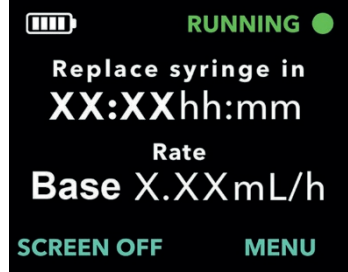 RUNNING
Replace syringe in
XX:XXhh:mm
Rate
Base X.XXmL/h
SCREEN OFF MENU